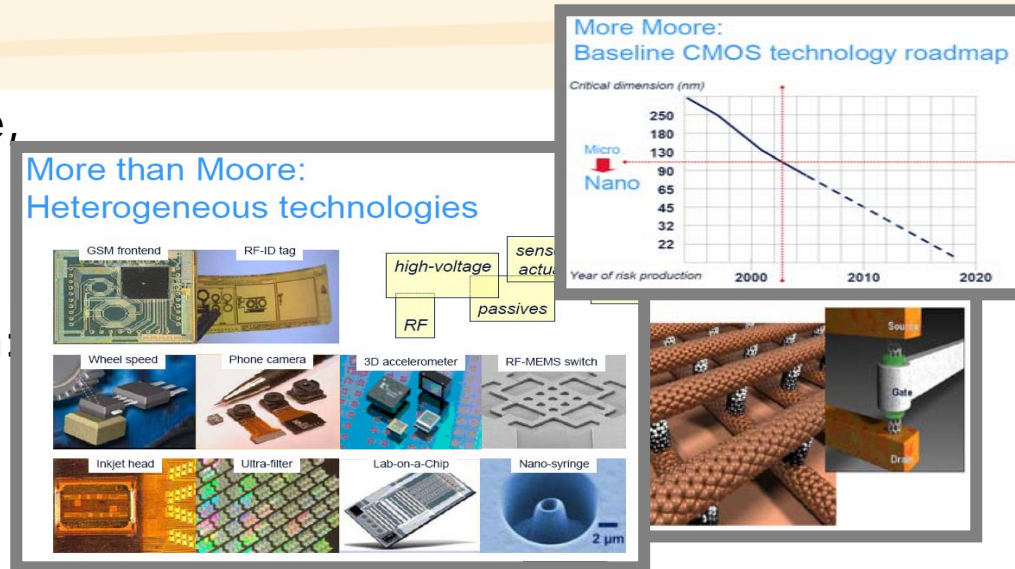 e,
More than Moore:
Heterogeneous technologies
GSM frontend
RF-ID tag
high-voltage
passives
RF
Wheel speed
Phone camera
3D accelerometer
RF-MEMS switch
Inkjet head
Ultra-filter
Lab-on-a-Chip
Nano-syringe
2 µm
More Moore:
Baseline CMOS technology roadmap
Critical dimension (nm)
250
180
Micro
130
90
Nano
65
45
32
22
Year of risk production
2000
2010
2020
Source
Gate
Drain